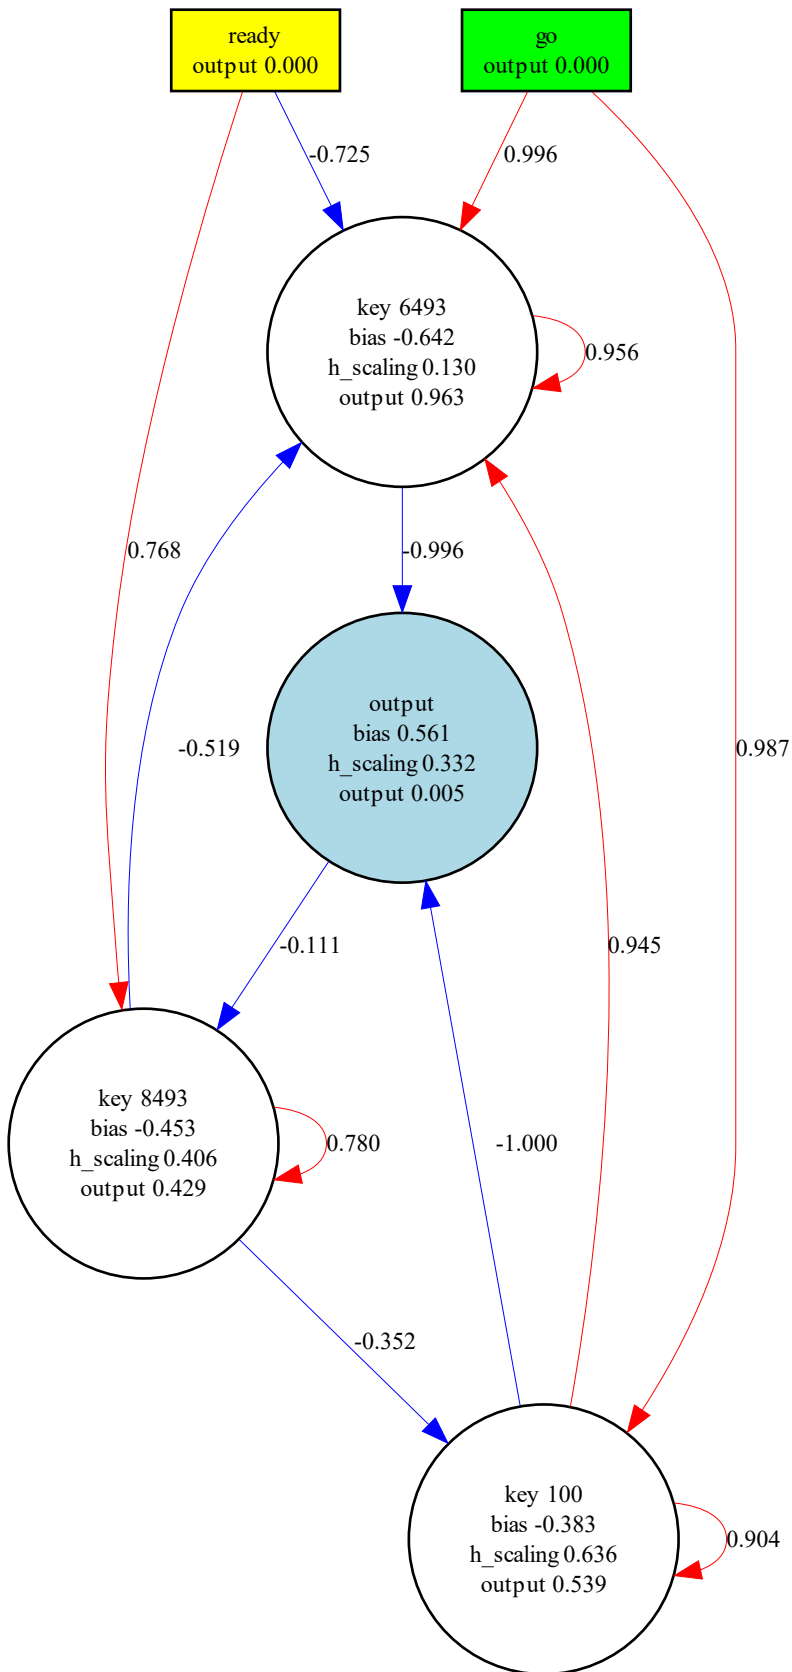 ready
output 0.000
go
output 0.000
-0.725
0.996
key 6493
bias -0.642
h_scaling 0.130
output 0.963
0.956
0.768
-0.996
output
bias 0.561
h_scaling 0.332
output 0.005
-0.519
0.987
-0.111
0.945
key 8493
bias -0.453
h_scaling 0.406
output 0.429
0.780
-1.000
-0.352
key 100
bias -0.383
h_scaling 0.636
output 0.539
0.904